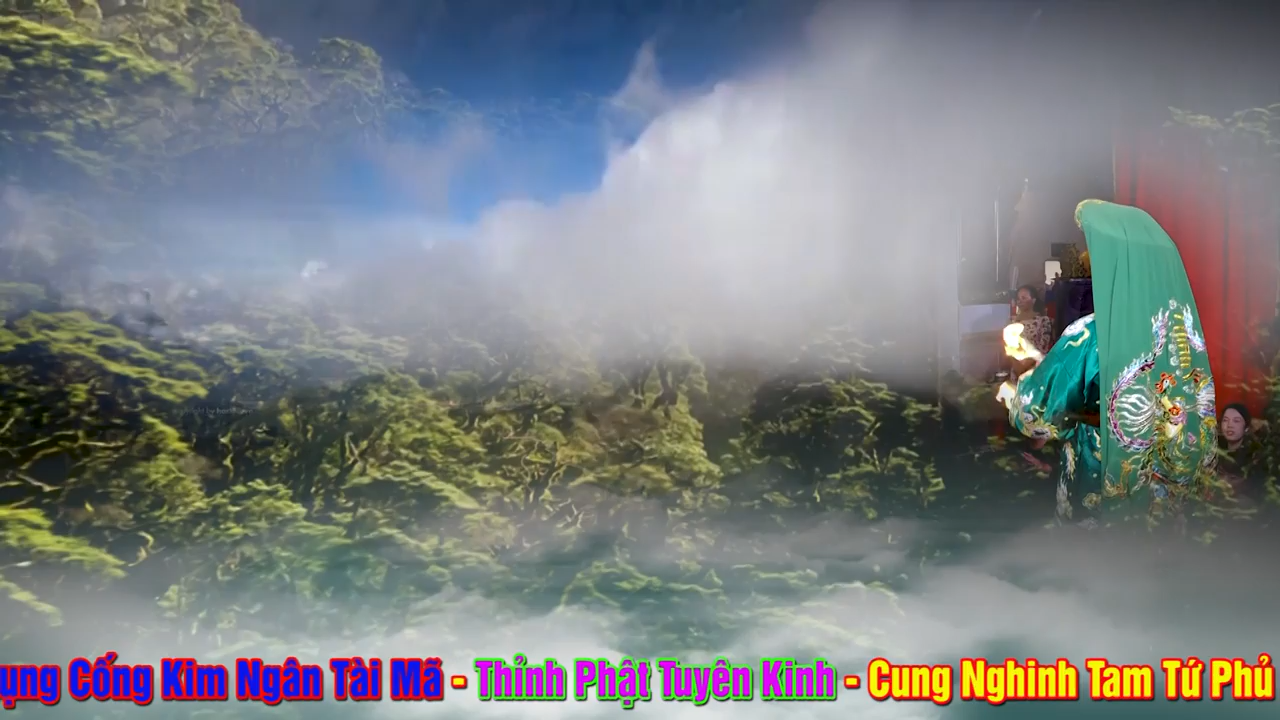 ụng Cống Kim Ngân Tài Mã - Thỉnh Phật Tuyên Kinh - Cung Nghinh Tam Tứ Phủ